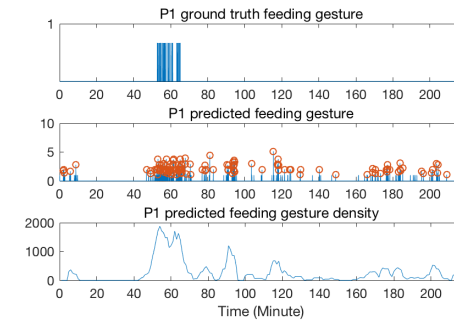 P1 ground truth feeding gesture
1
0 20 40 60 80 100 120 140 160 180 200
P1 predicted feeding gesture
10
5
0
0 20 40 60 80 100 120 140 160 180 200
P1 predicted feeding gesture density
2000
1000
0
0 20 40 60 80 100 120 140 160 180 200
Time (Minute)